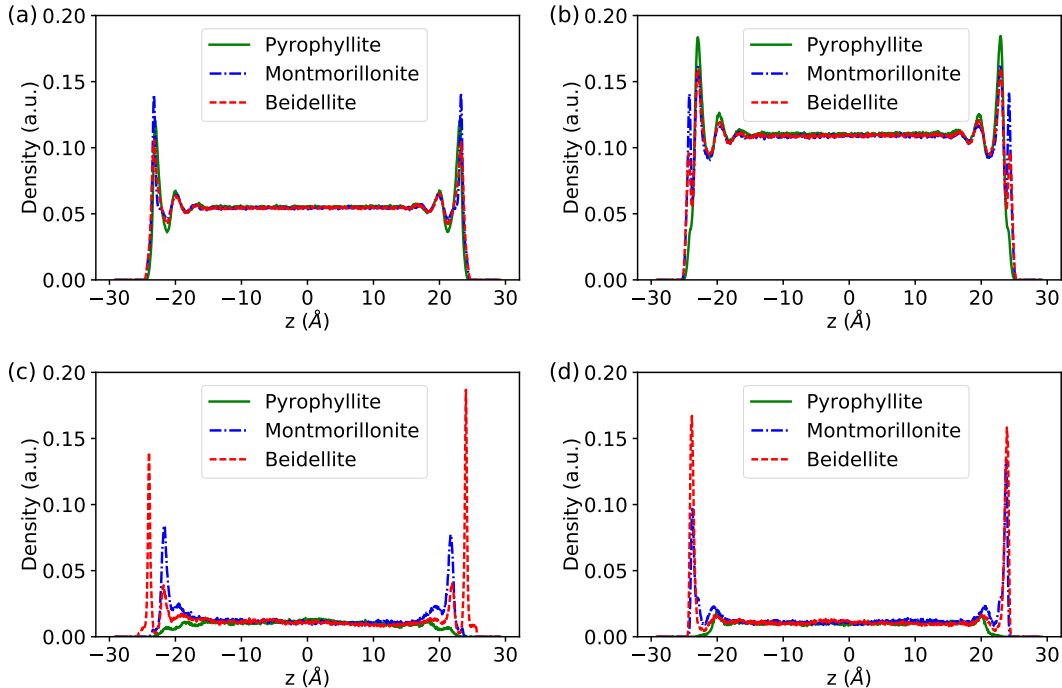 (a)
0.20
0.15
0.10
0.05
0.00
Density (a.u.)
Pyrophyllite
Montmorillonite
Beidellite
−30 −20 −10 0 10 20 30
z (Å)
(b)
0.20
0.15
0.10
0.05
0.00
Density (a.u.)
Pyrophyllite
Montmorillonite
Beidellite
−30 −20 −10 0 10 20 30
z (Å)
(c)
0.20
0.15
0.10
0.05
0.00
Density (a.u.)
Pyrophyllite
Montmorillonite
Beidellite
−30 −20 −10 0 10 20 30
z (Å)
(d)
0.20
0.15
0.10
0.05
0.00
Density (a.u.)
Pyrophyllite
Montmorillonite
Beidellite
−30 −20 −10 0 10 20 30
z (Å)